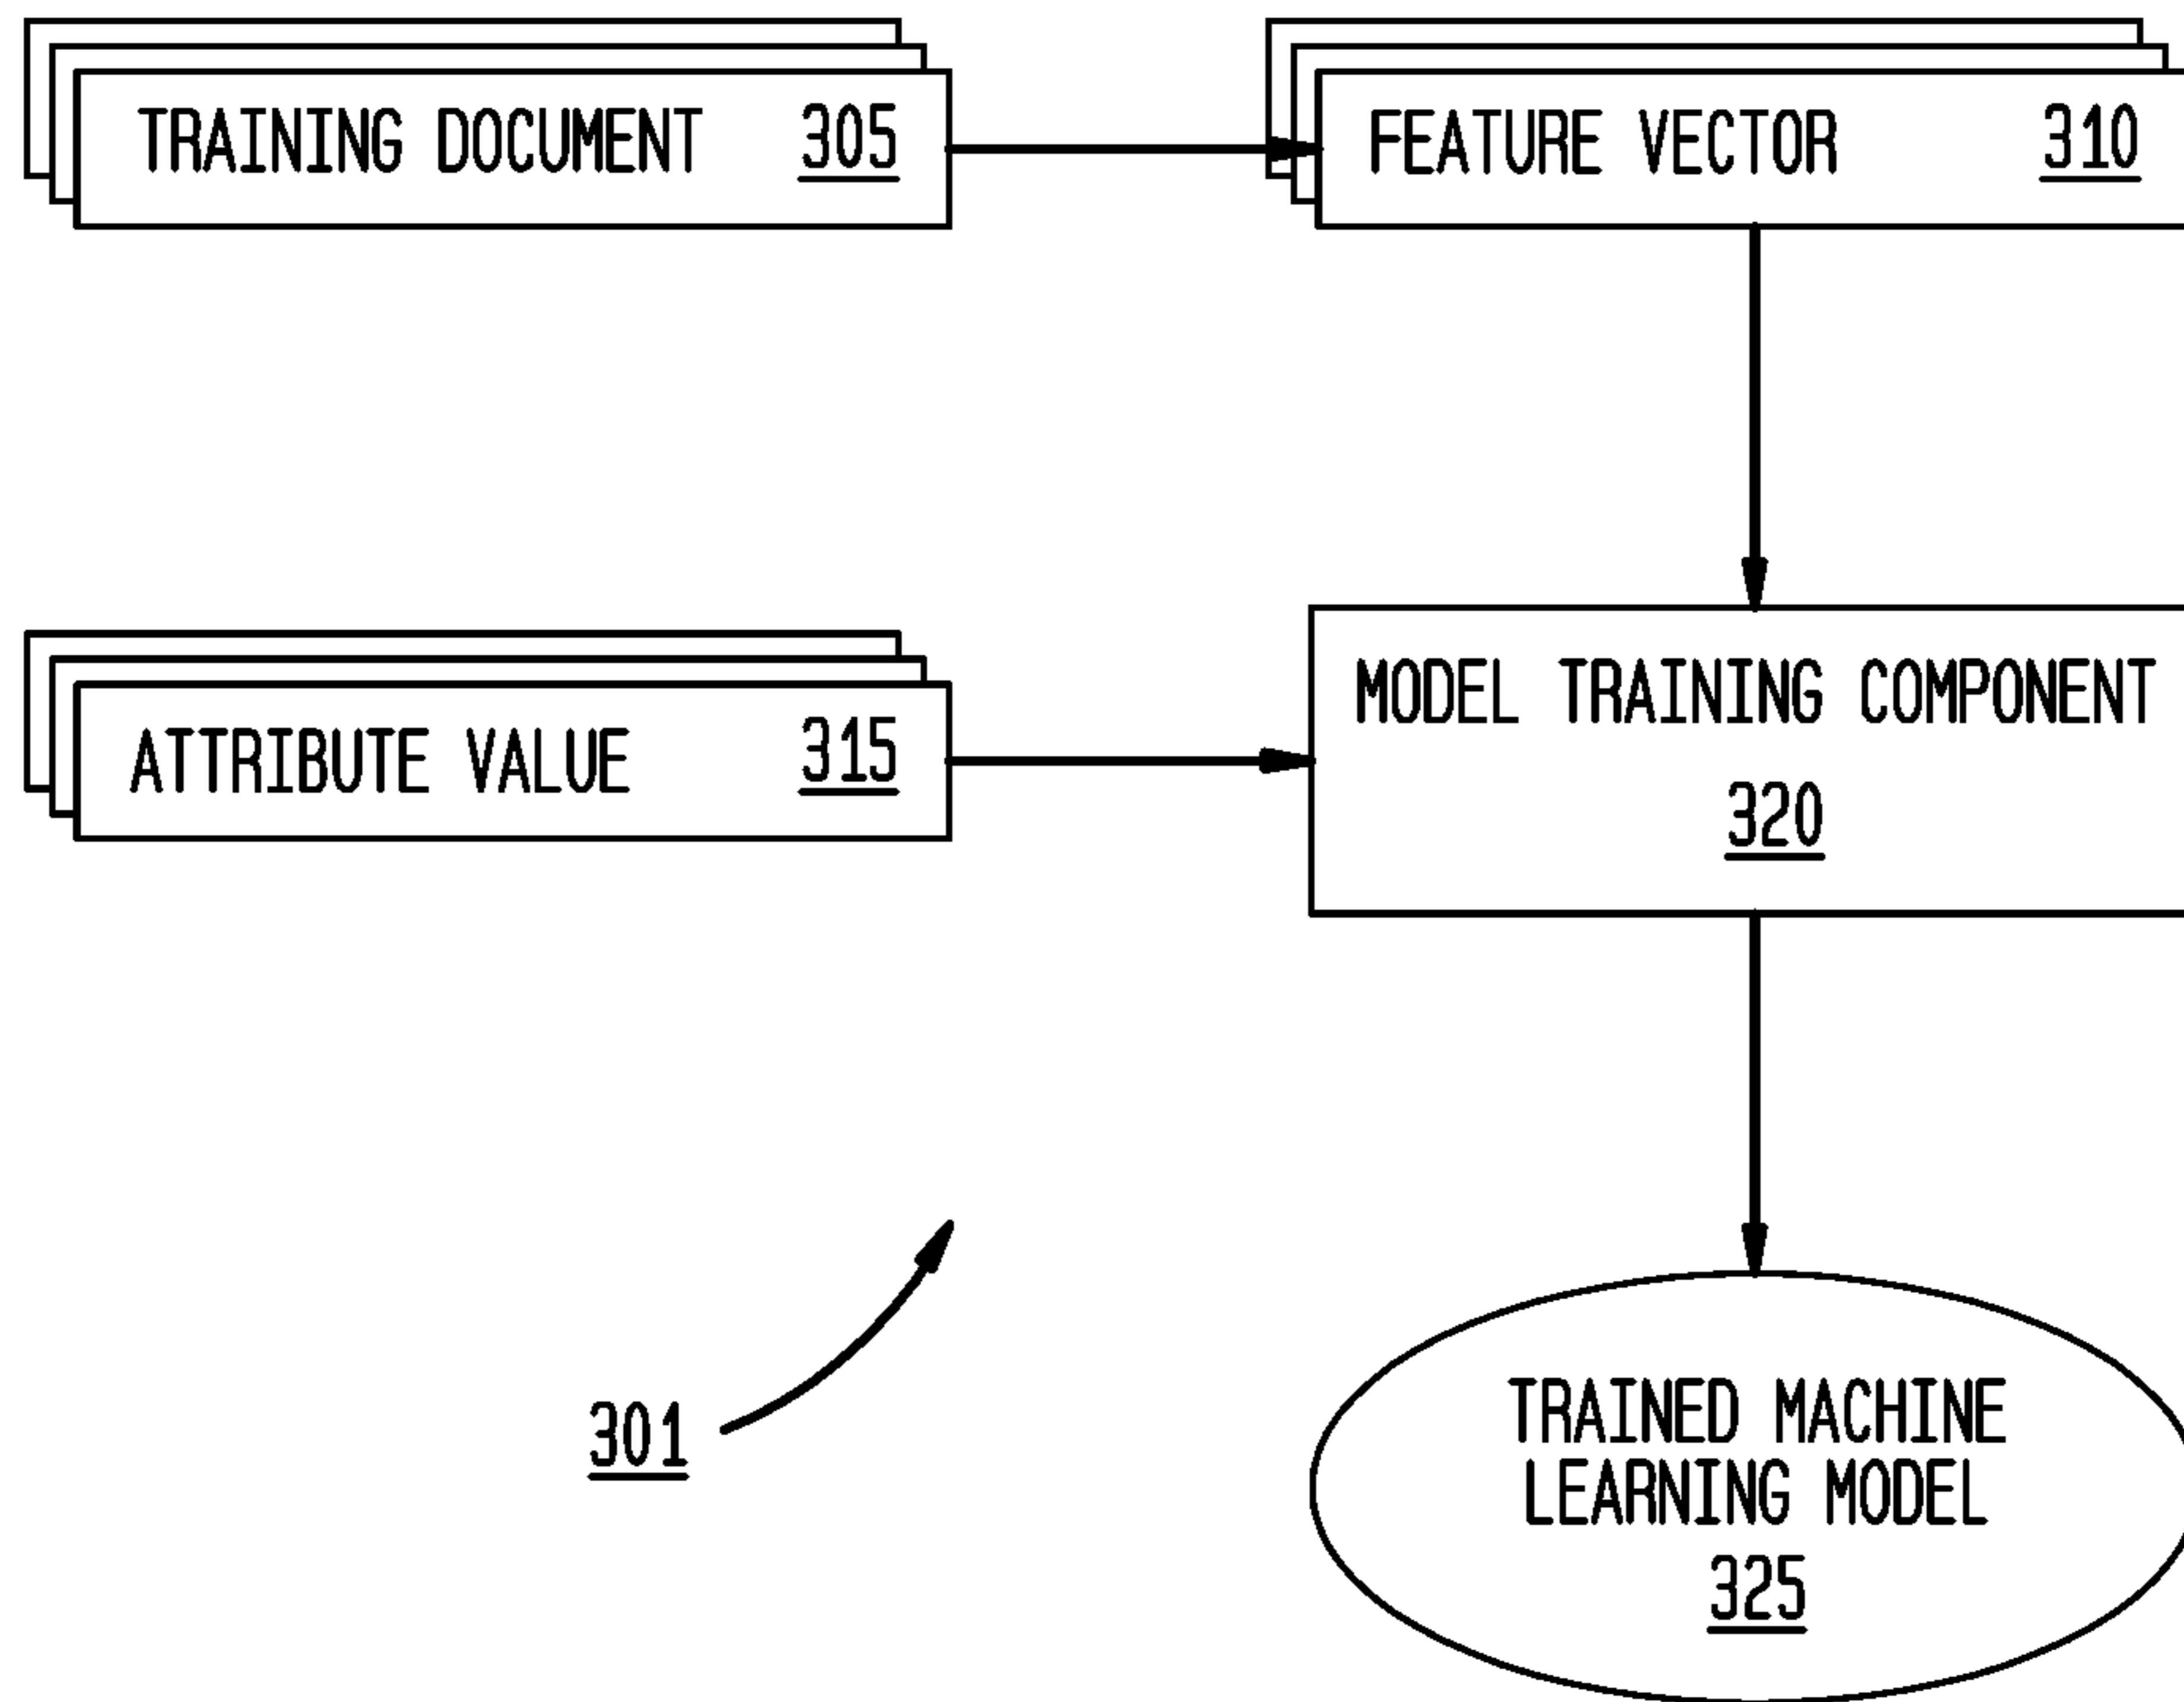 TRAINING DOCUMENT 305
FEATURE VECTOR 310
ATTRIBUTE VALUE 315
MODEL TRAINING COMPONENT
320
301
TRAINED MACHINE
LEARNING MODEL
325